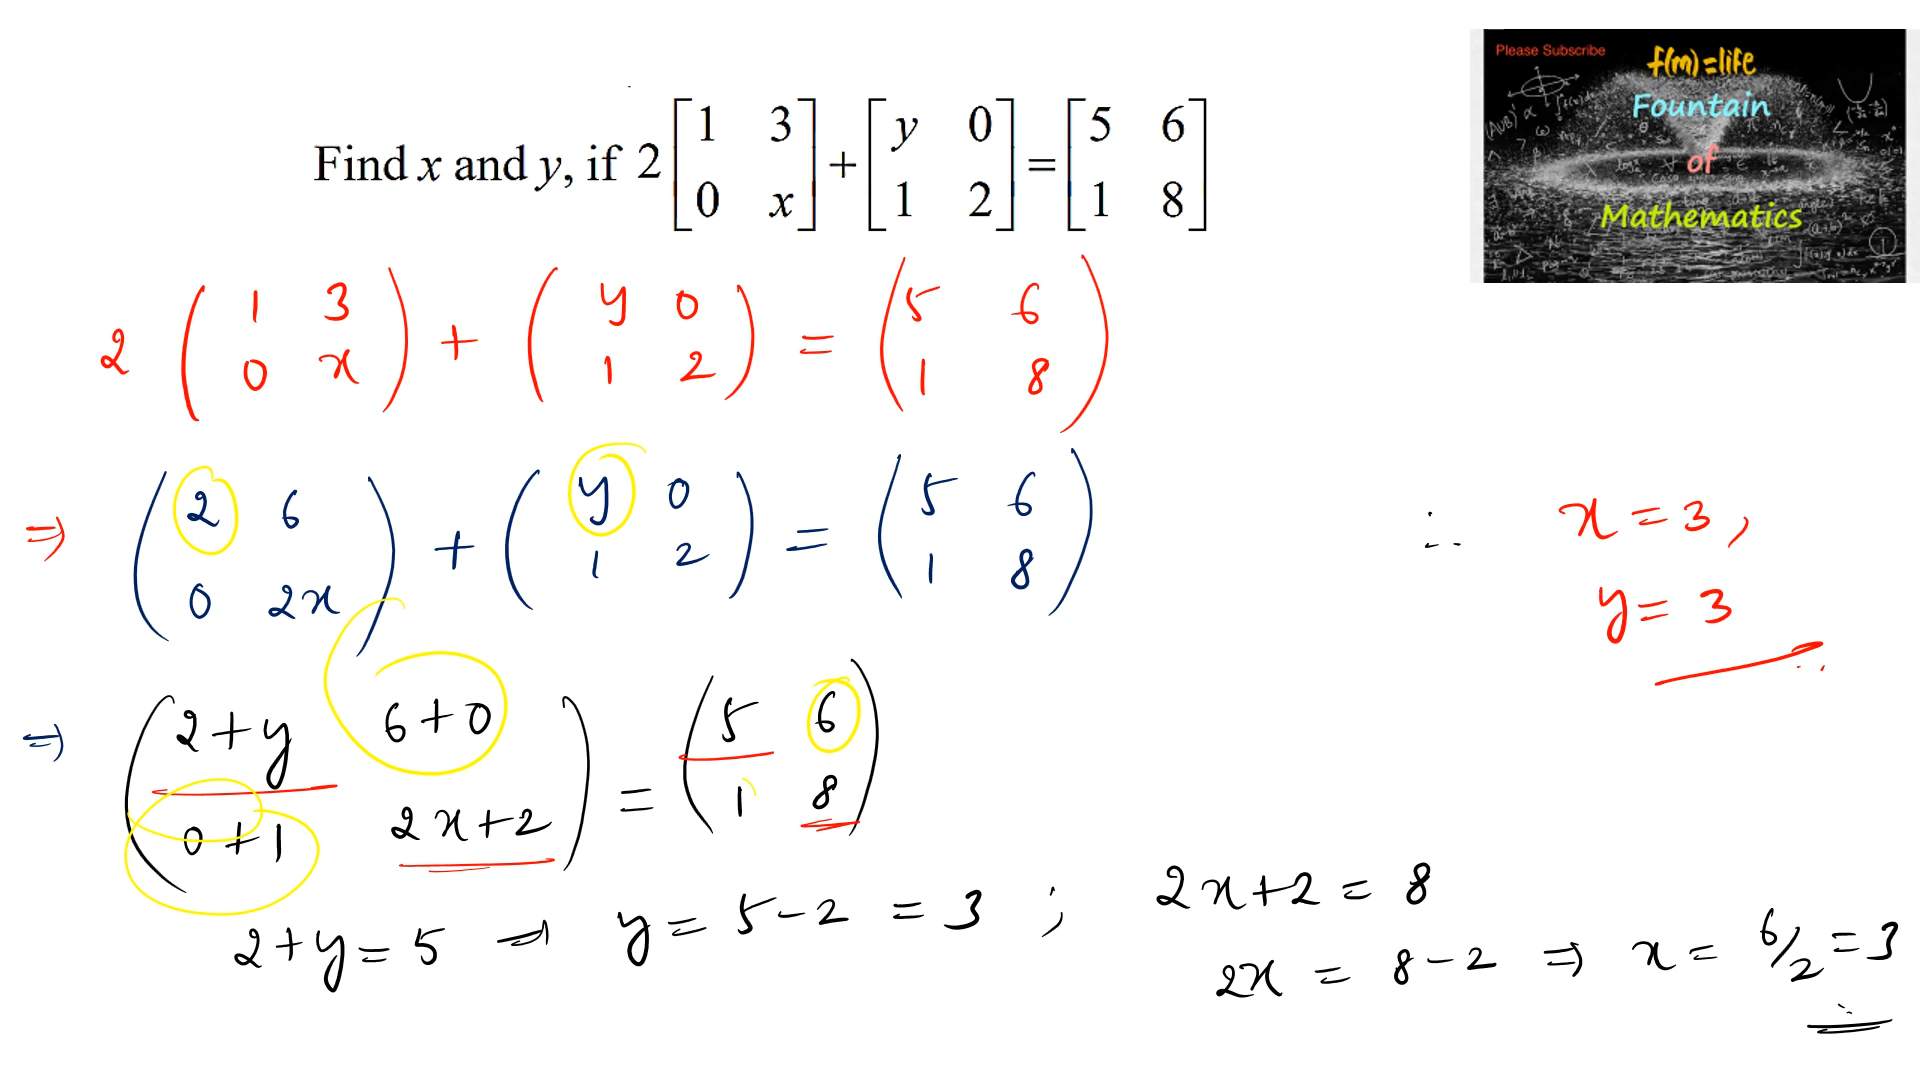 Please Subscribe
f(m)=life
Fountain
of
Mathematics
Find x and y, if 2 [1 3; 0 x] + [y 0; 1 2] = [5 6; 1 8]
2 (1 3; 0 x) + (y 0; 1 2) = (5 6; 1 8)
⇒ (2 6; 0 2x) + (y 0; 1 2) = (5 6; 1 8)
⇒ (2+y 6+0; 0+1 2x+2) = (5 6; 1 8)
2+y = 5 ⇒ y = 5-2 = 3 ;
2x+2 = 8
2x = 8-2 ⇒ x = 6/2 = 3
∴ x = 3,
y = 3